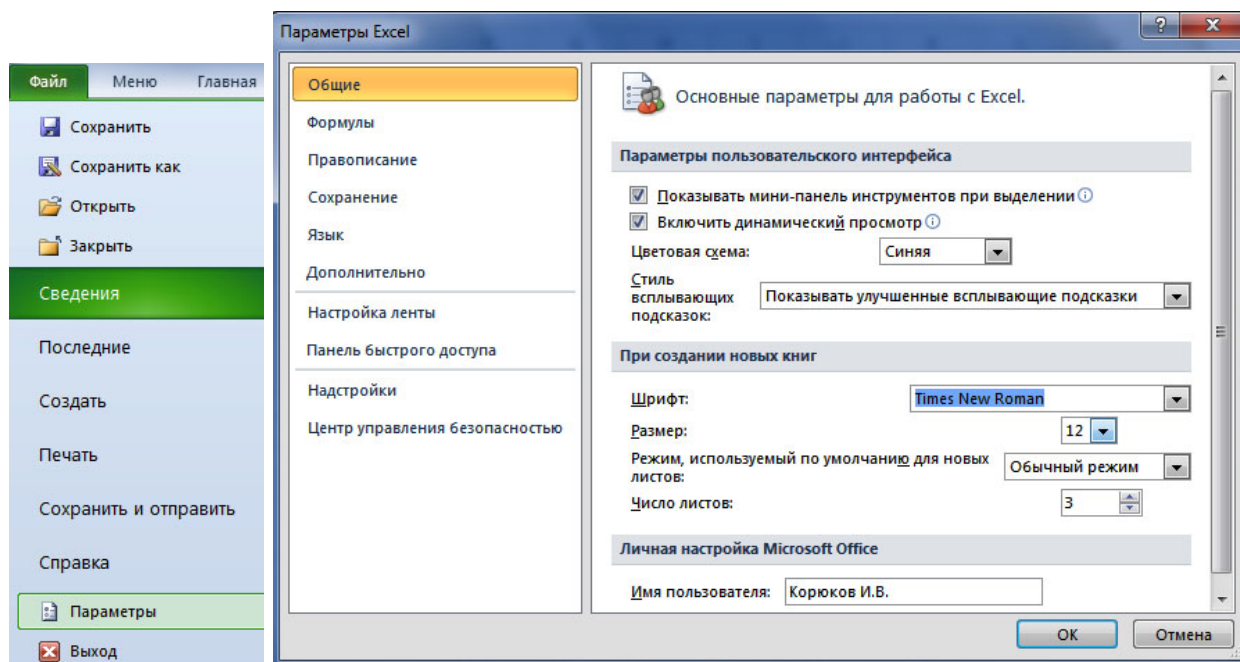 Файл Меню Главная
Сохранить
Сохранить как
Открыть
Закрыть
Сведения
Последние
Создать
Печать
Сохранить и отправить
Справка
Параметры
Выход
Параметры Excel
Общие
Формулы
Правописание
Сохранение
Язык
Дополнительно
Настройка ленты
Панель быстрого доступа
Надстройки
Центр управления безопасностью
Основные параметры для работы с Excel.
Параметры пользовательского интерфейса
Показывать мини-панель инструментов при выделении
Включить динамический просмотр
Цветовая схема: Синяя
Стиль
всплывающих
подсказок:
Показывать улучшенные всплывающие подсказки
При создании новых книг
Шрифт: Times New Roman
Размер: 12
Режим, используемый по умолчанию для новых
листов:
Обычный режим
Число листов: 3
Личная настройка Microsoft Office
Имя пользователя: Корюков И.В.
ОК Отмена